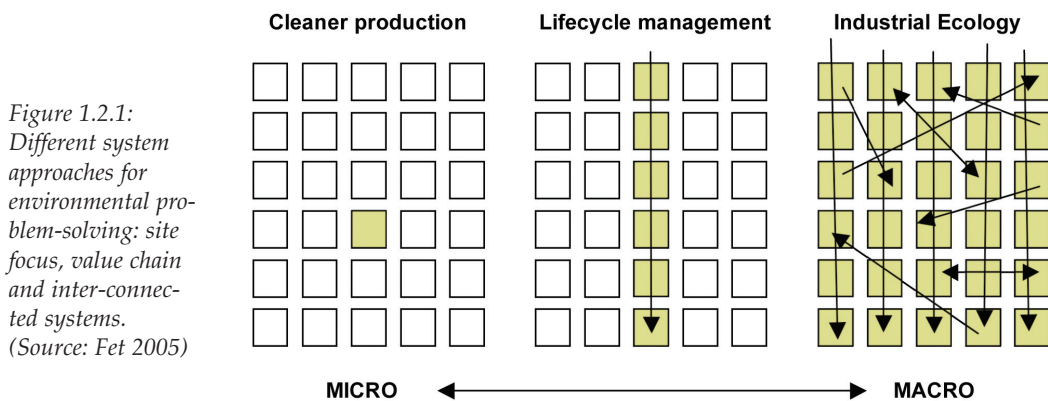 Cleaner production
Lifecycle management
Industrial Ecology
Figure 1.2.1:
Different system
approaches for
environmental pro-
blem-solving: site
focus, value chain
and inter-connec-
ted systems.
(Source: Fet 2005)
MICRO
MACRO